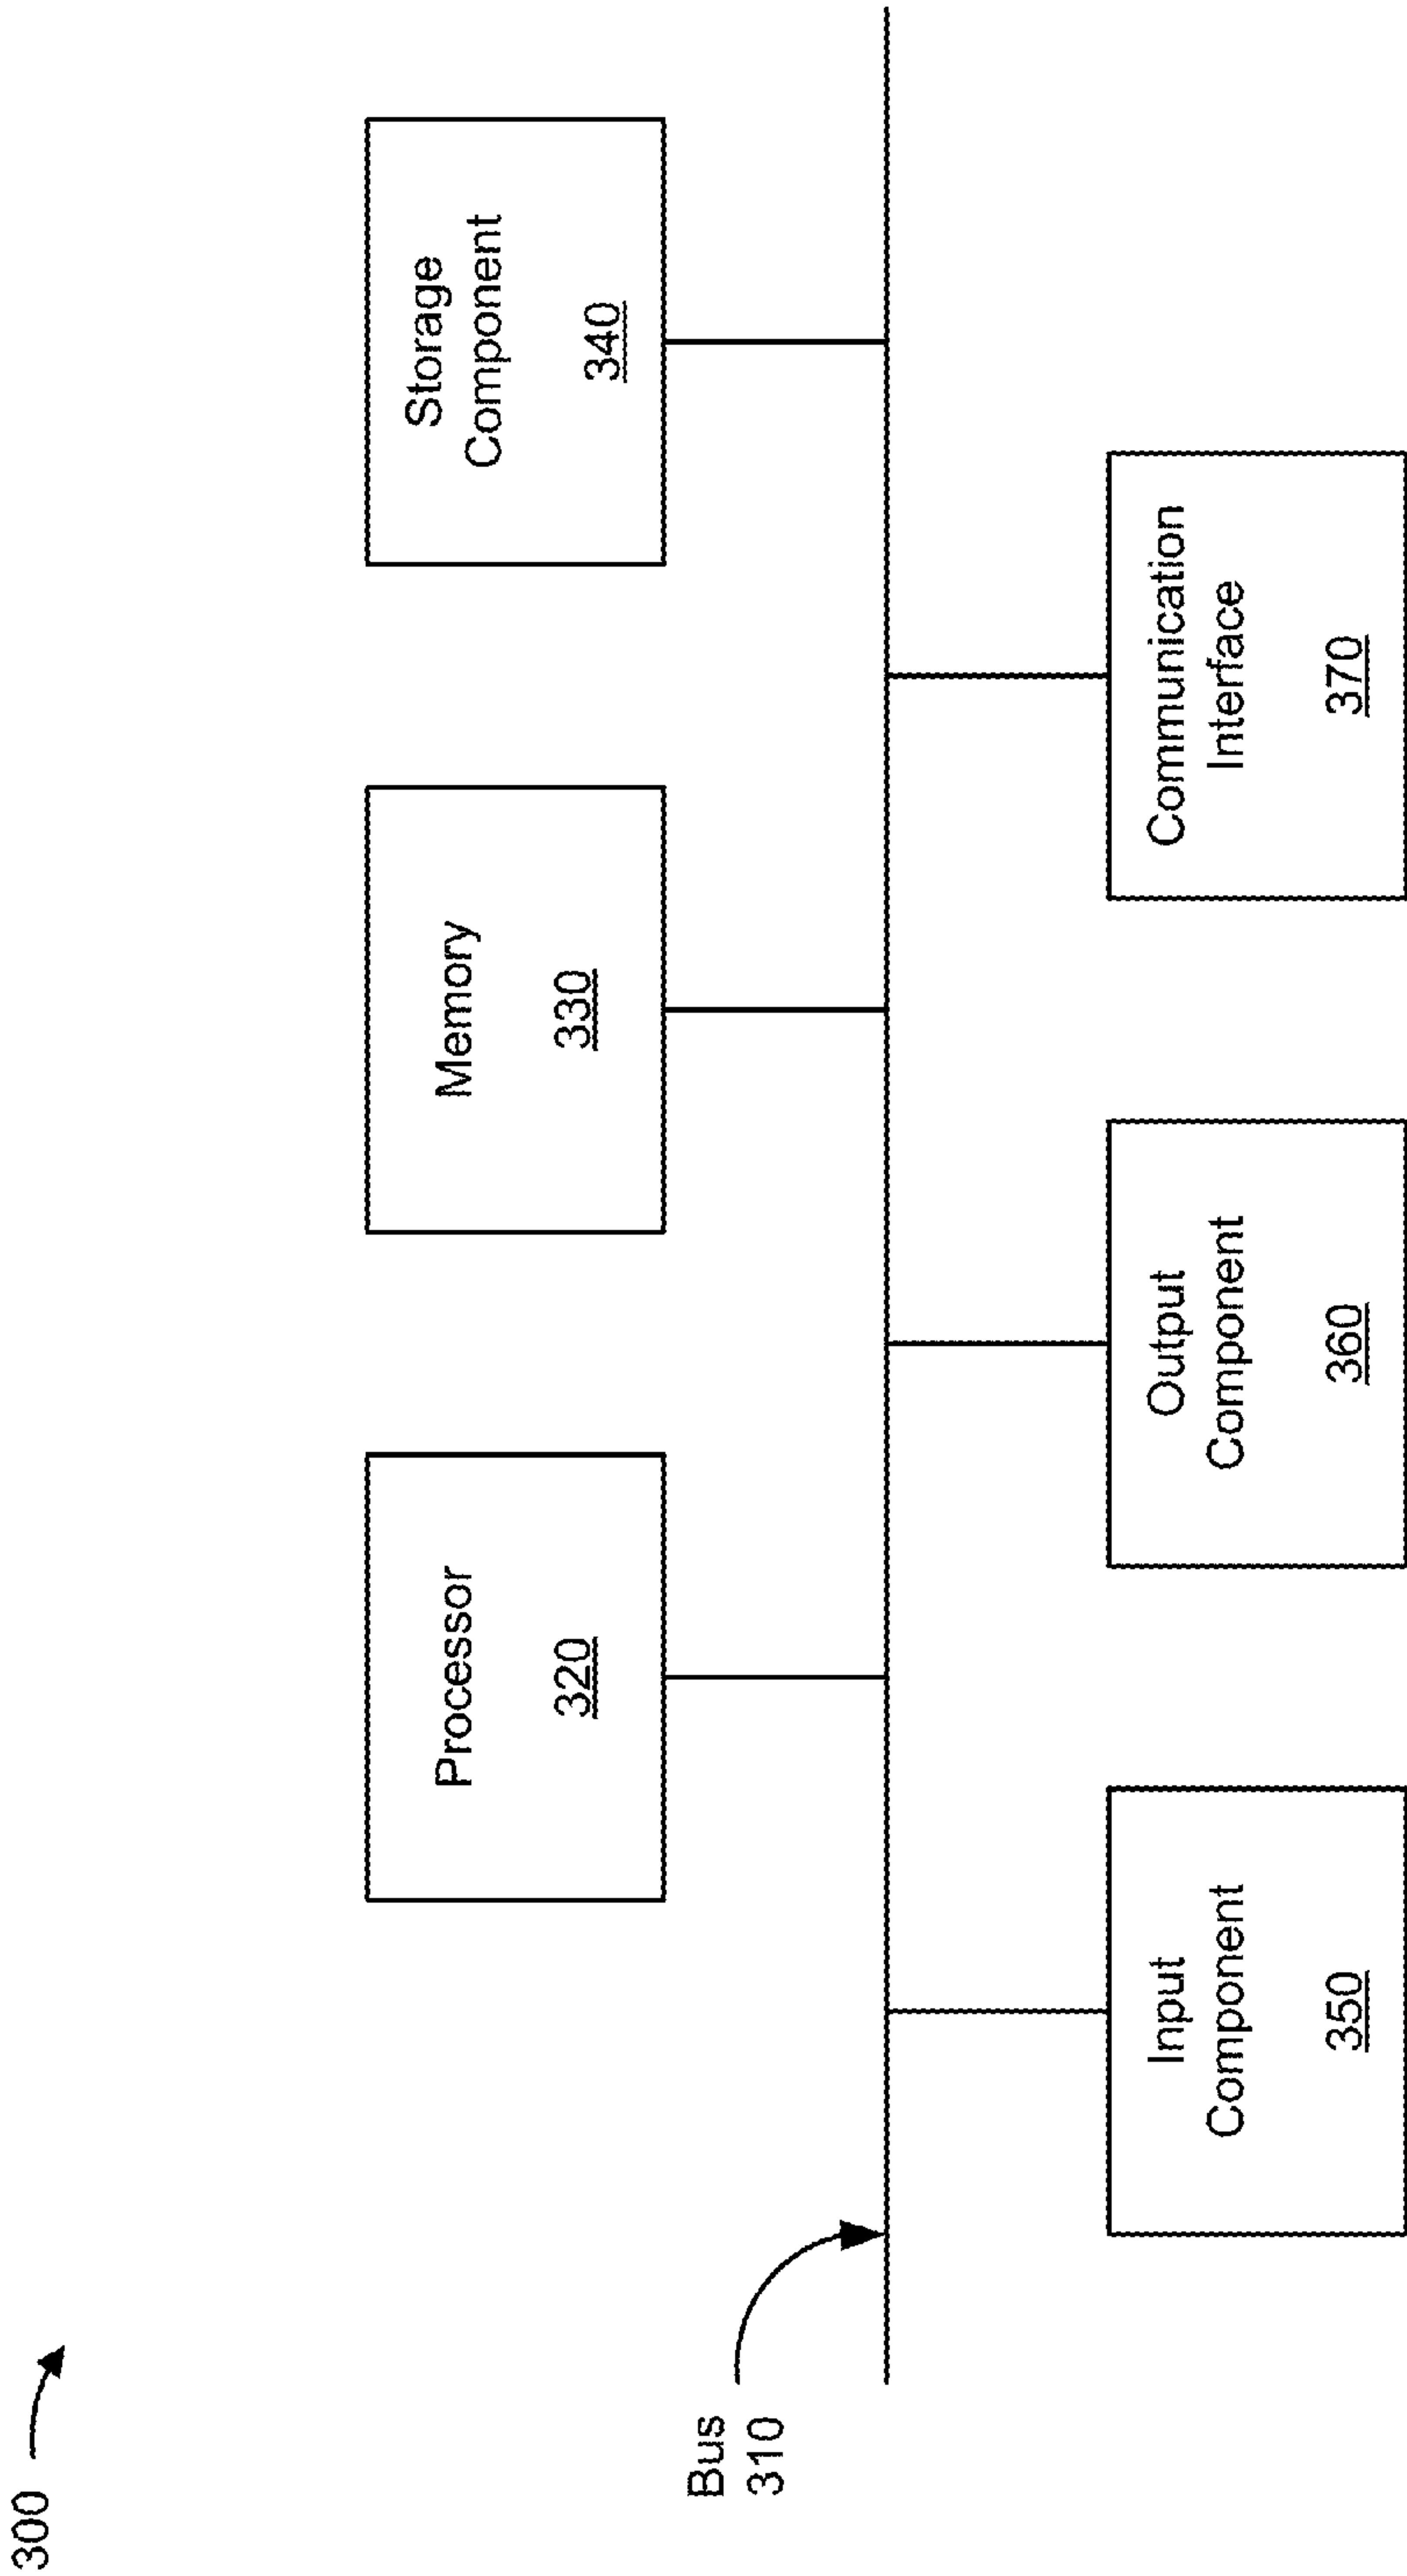 300
Processor
320
Memory
330
Storage
Component
340
Bus
310
Input
Component
350
Output
Component
360
Communication
Interface
370